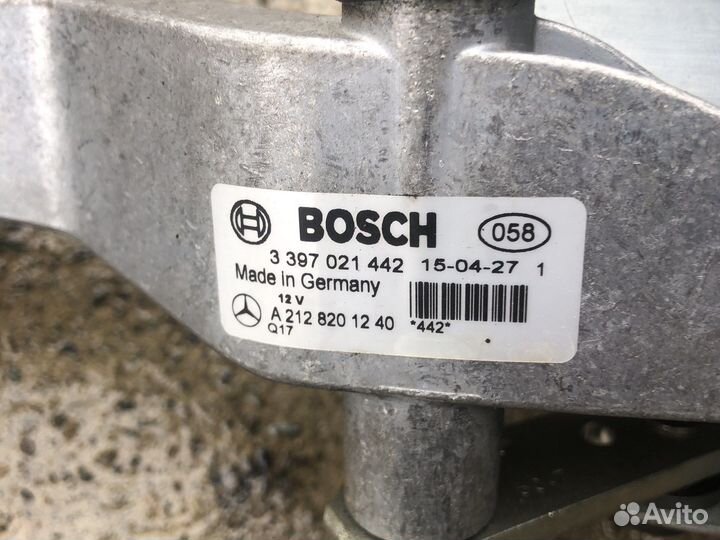 BOSCH 058
3 397 021 442 15-04-27 1
Made in Germany
12 V
A 212 820 12 40 *442*
Q17
Avito